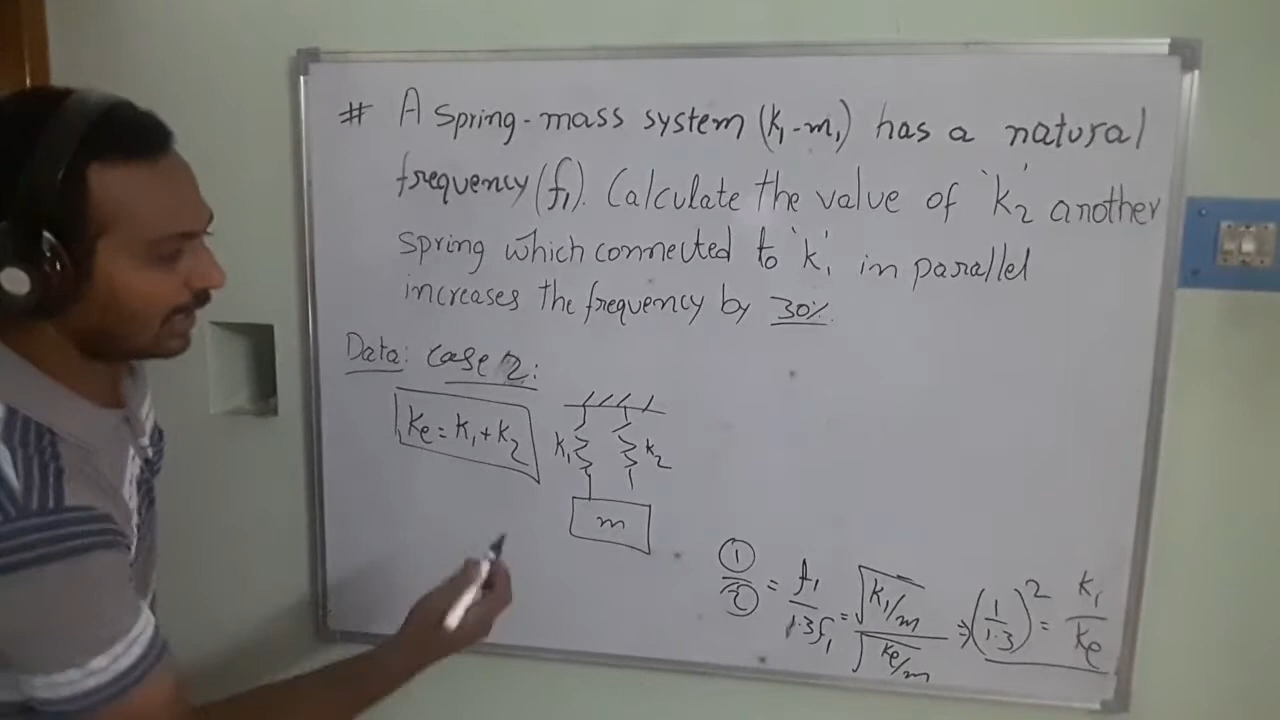 # A Spring-mass system (k₁-m₁) has a natural
frequency (f₁). Calculate the value of 'k₂' another
spring which connected to 'k₁' in parallel
increases the frequency by 30%.
Data: Case 2:
Ke = K₁ + K₂
K₁ K₂
m
①/② = f₁/1.3f₁ = √(K₁/m)/√(Ke/m) ⇒ (1/1.3)² = K₁/Ke